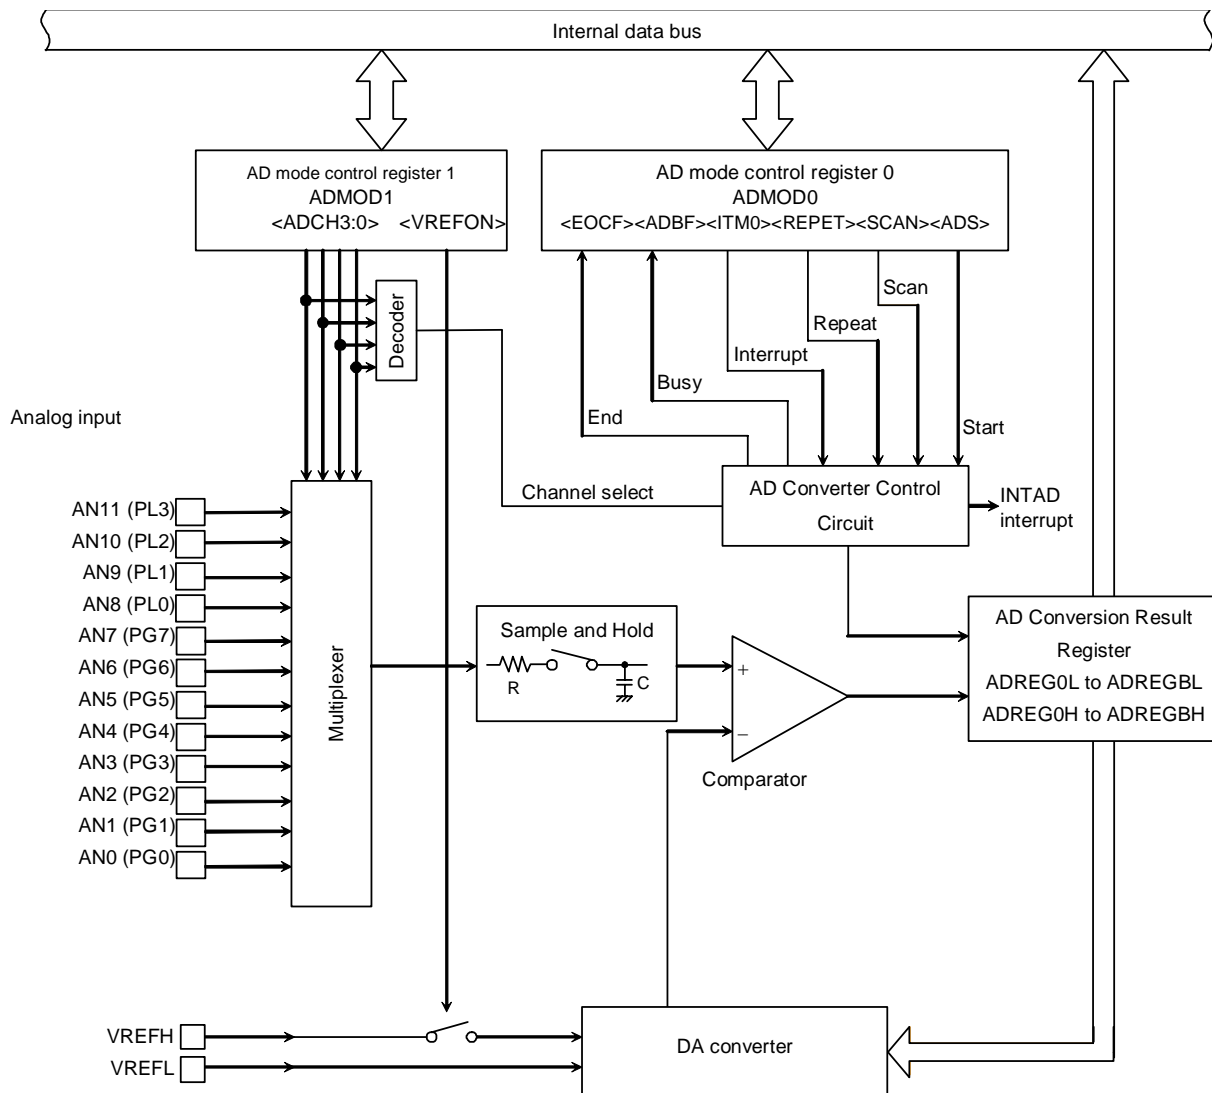 Internal data bus
AD mode control register 1
ADMOD1
<ADCH3:0> <VREFON>
AD mode control register 0
ADMOD0
<EOCF><ADBF><ITM0><REPET><SCAN><ADS>
Decoder
Scan
Repeat
Interrupt
Busy
End
Start
Analog input
Channel select
AD Converter Control
Circuit
INTAD
interrupt
AN11 (PL3)
AN10 (PL2)
AN9 (PL1)
AN8 (PL0)
AN7 (PG7)
AN6 (PG6)
AN5 (PG5)
AN4 (PG4)
AN3 (PG3)
AN2 (PG2)
AN1 (PG1)
AN0 (PG0)
Multiplexer
Sample and Hold
R
C
+
−
Comparator
AD Conversion Result
Register
ADREG0L to ADREGBL
ADREG0H to ADREGBH
VREFH
VREFL
DA converter